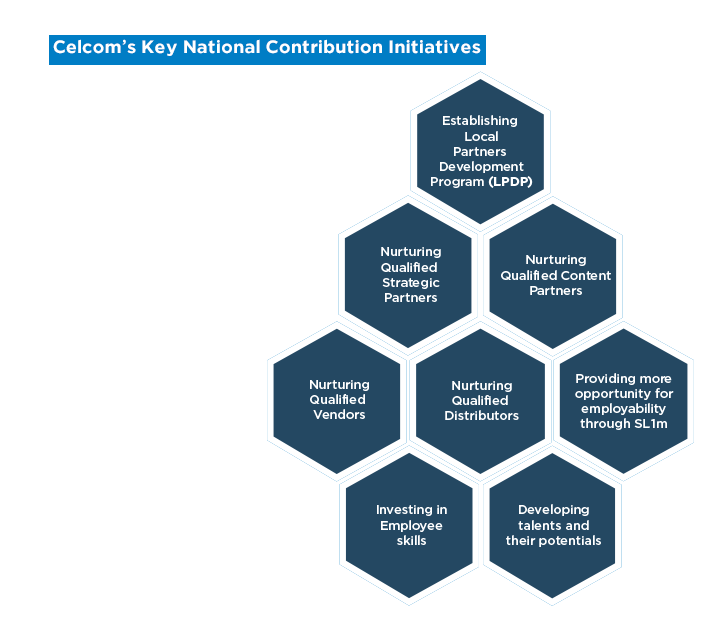 Celcom's Key National Contribution Initiatives
Establishing
Local
Partners
Development
Program (LPDP)
Nurturing
Qualified
Strategic
Partners
Nurturing
Qualified Content
Partners
Nurturing
Qualified
Vendors
Nurturing
Qualified
Distributors
Providing more
opportunity for
employability
through SL1m
Investing in
Employee
skills
Developing
talents and
their potentials